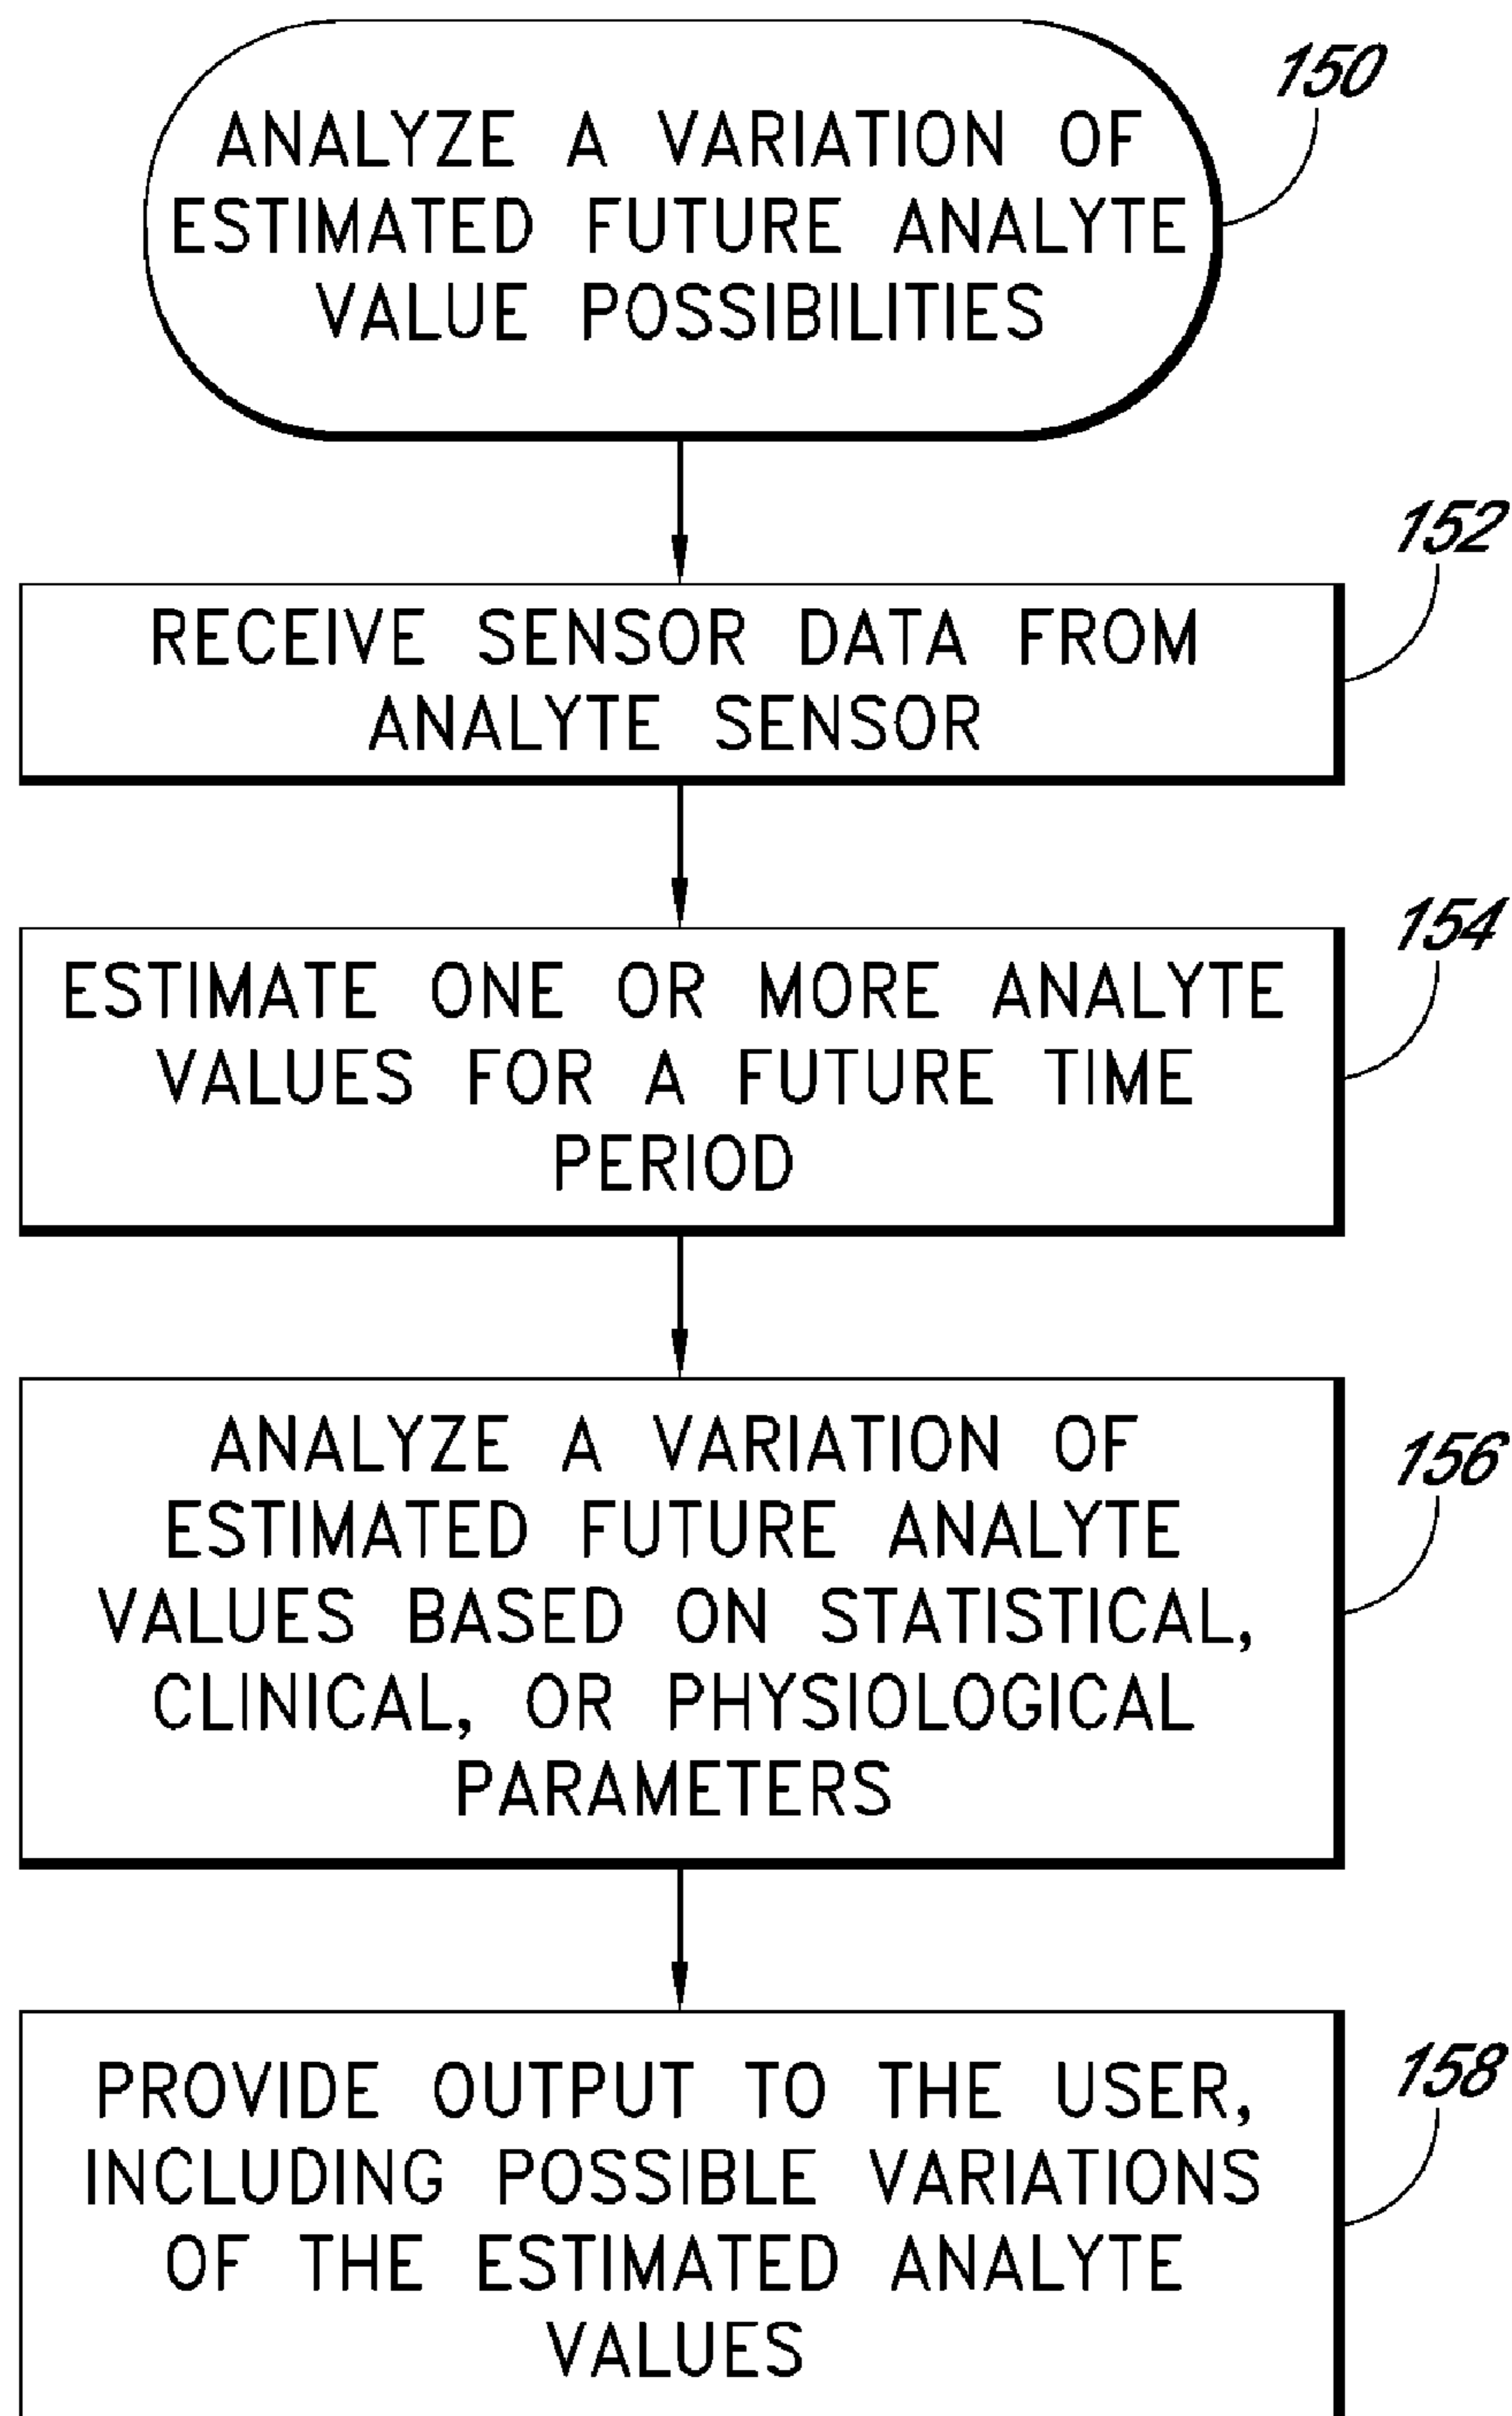 150
ANALYZE A VARIATION OF
ESTIMATED FUTURE ANALYTE
VALUE POSSIBILITIES
152
RECEIVE SENSOR DATA FROM
ANALYTE SENSOR
154
ESTIMATE ONE OR MORE ANALYTE
VALUES FOR A FUTURE TIME
PERIOD
156
ANALYZE A VARIATION OF
ESTIMATED FUTURE ANALYTE
VALUES BASED ON STATISTICAL,
CLINICAL, OR PHYSIOLOGICAL
PARAMETERS
158
PROVIDE OUTPUT TO THE USER,
INCLUDING POSSIBLE VARIATIONS
OF THE ESTIMATED ANALYTE
VALUES